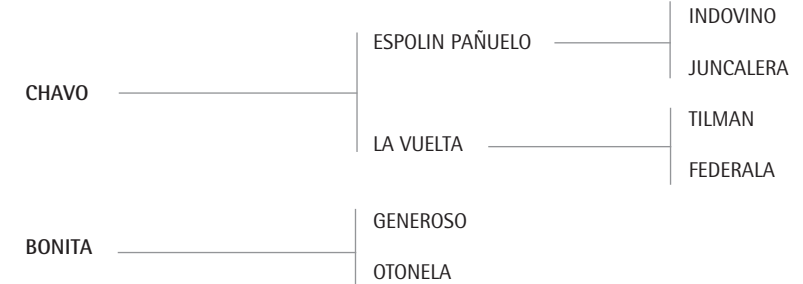 INDOVINO
ESPOLIN PAÑUELO
JUNCALERA
CHAVO
TILMAN
LA VUELTA
FEDERALA
GENEROSO
BONITA
OTONELA